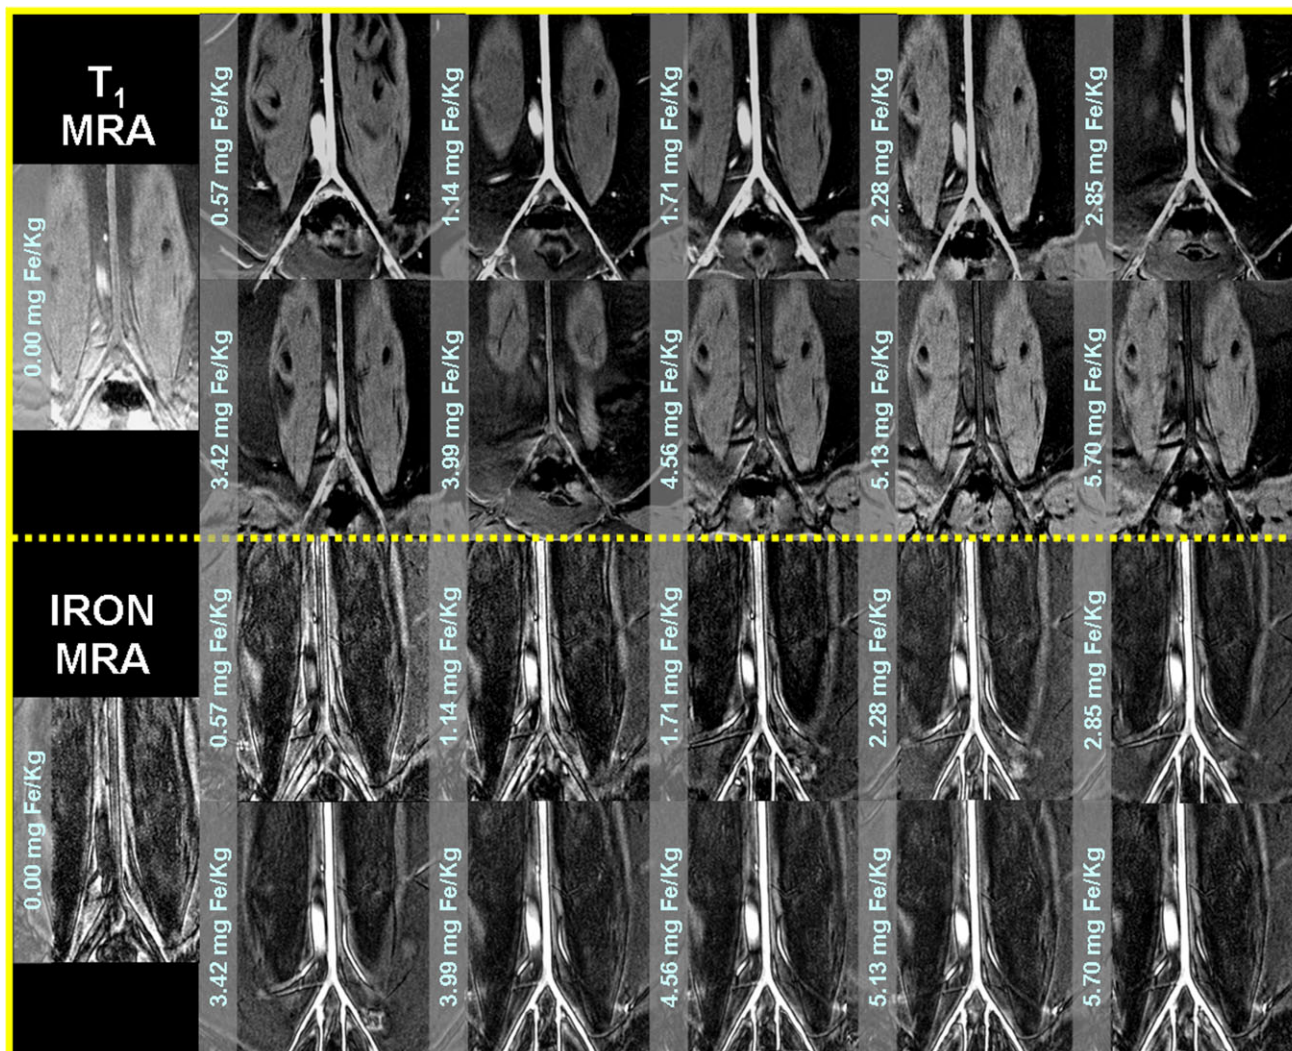 T1
MRA
0.00 mg Fe/Kg
0.57 mg Fe/Kg
1.14 mg Fe/Kg
1.71 mg Fe/Kg
2.28 mg Fe/Kg
2.85 mg Fe/Kg
3.42 mg Fe/Kg
3.99 mg Fe/Kg
4.56 mg Fe/Kg
5.13 mg Fe/Kg
5.70 mg Fe/Kg
IRON
MRA
0.00 mg Fe/Kg
0.57 mg Fe/Kg
1.14 mg Fe/Kg
1.71 mg Fe/Kg
2.28 mg Fe/Kg
2.85 mg Fe/Kg
3.42 mg Fe/Kg
3.99 mg Fe/Kg
4.56 mg Fe/Kg
5.13 mg Fe/Kg
5.70 mg Fe/Kg